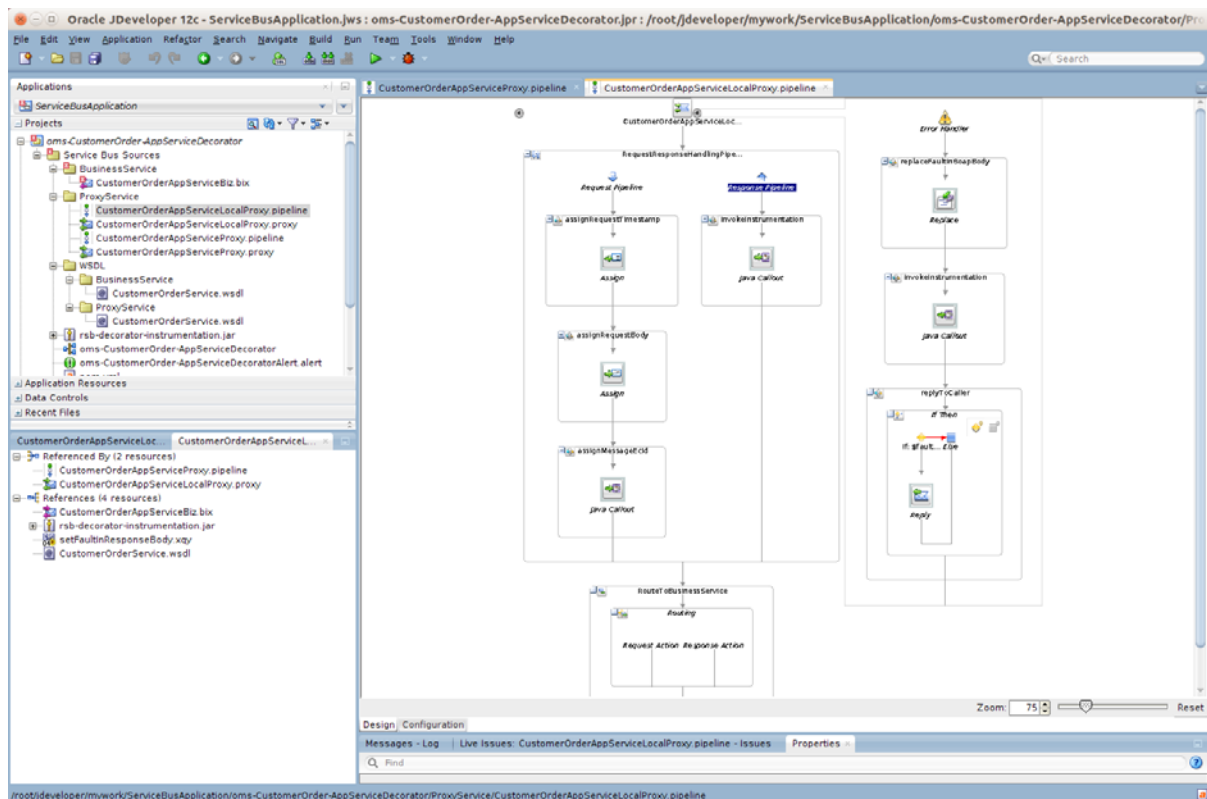 Oracle JDeveloper 12c - ServiceBusApplication.jws : oms-CustomerOrder-AppServiceDecorator.jpr : /root/jdeveloper/mywork/ServiceBusApplication/oms-CustomerOrder-AppServiceDecorator/Pro
File Edit View Application Refactor Search Navigate Build Run Team Tools Window Help
Search
Applications
ServiceBusApplication
Projects
oms-CustomerOrder-AppServiceDecorator
Service Bus Sources
BusinessService
CustomerOrderAppServiceBiz.bix
ProxyService
CustomerOrderAppServiceLocalProxy.pipeline
CustomerOrderAppServiceLocalProxy.proxy
CustomerOrderAppServiceProxy.pipeline
CustomerOrderAppServiceProxy.proxy
WSDL
BusinessService
CustomerOrderService.wsdl
ProxyService
CustomerOrderService.wsdl
rsb-decorator-instrumentation.jar
oms-CustomerOrder-AppServiceDecorator
oms-CustomerOrder-AppServiceDecoratorAlert.alert
Application Resources
Data Controls
Recent Files
CustomerOrderAppServiceLoc... CustomerOrderAppServiceL...
Referenced By (2 resources)
CustomerOrderAppServiceProxy.pipeline
CustomerOrderAppServiceLocalProxy.proxy
References (4 resources)
CustomerOrderAppServiceBiz.bix
rsb-decorator-instrumentation.jar
setFaultInResponseBody.xqy
CustomerOrderService.wsdl
CustomerOrderAppServiceProxy.pipeline CustomerOrderAppServiceLocalProxy.pipeline
CustomerOrderAppServiceLoc...
RequestResponseHandlingPipe...
Request Pipeline
Response Pipeline
assignRequestTimestamp
Assign
invokeInstrumentation
Java Callout
assignRequestBody
Assign
assignMessageEcid
Java Callout
RouteToBusinessService
Routing
Request Action Response Action
Error Handler
replaceFaultInSoapBody
Replace
invokeInstrumentation
Java Callout
replyToCaller
If Then
If: $fault... Else
Reply
Zoom: 75 Reset
Design Configuration
Messages - Log Live Issues: CustomerOrderAppServiceLocalProxy.pipeline - Issues Properties
Find
/root/jdeveloper/mywork/ServiceBusApplication/oms-CustomerOrder-AppServiceDecorator/ProxyService/CustomerOrderAppServiceLocalProxy.pipeline